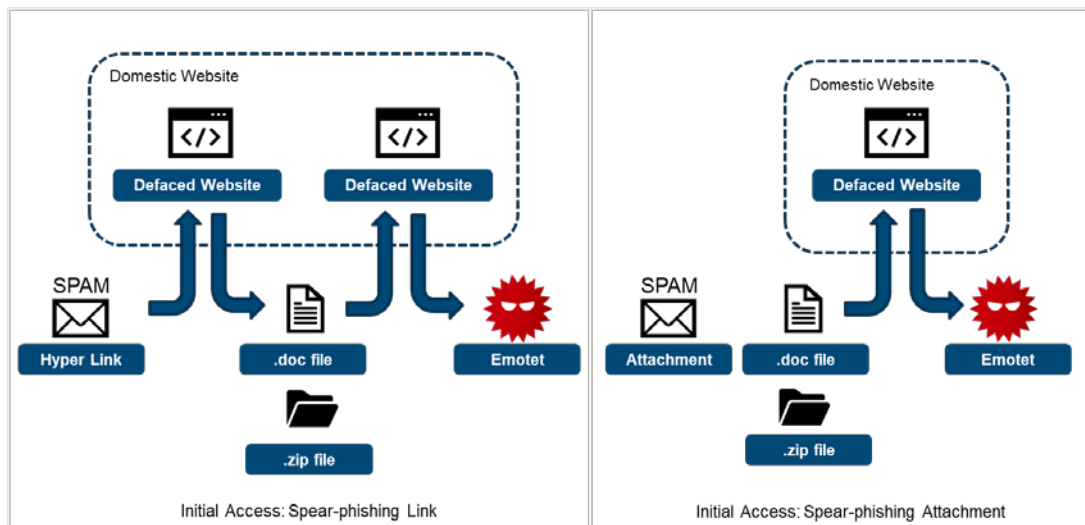 Domestic Website
</>
</>
Defaced Website
Defaced Website
SPAM
Hyper Link
.doc file
Emotet
.zip file
Initial Access: Spear-phishing Link
Domestic Website
</>
Defaced Website
SPAM
Attachment
.doc file
Emotet
.zip file
Initial Access: Spear-phishing Attachment